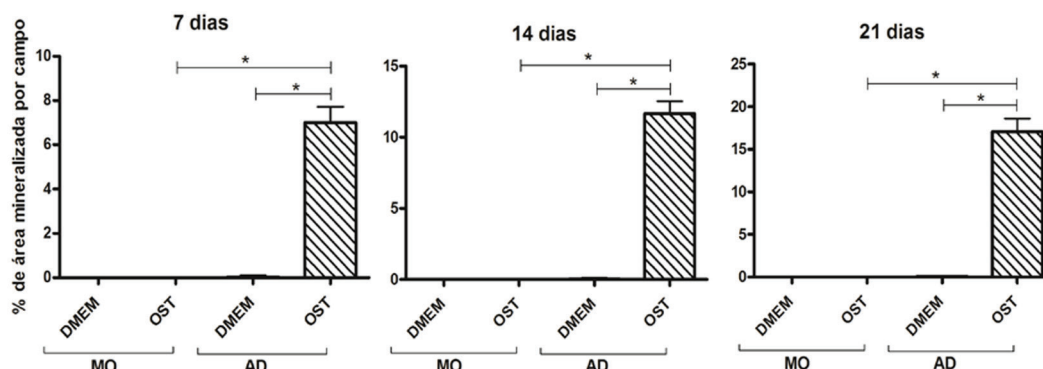 7 dias
14 dias
21 dias
% de área mineralizada por campo
10
8
6
4
2
0
*
*
DMEM
OST
DMEM
OST
MO
AD
15
10
5
0
*
*
DMEM
OST
DMEM
OST
MO
AD
25
20
15
10
5
0
*
*
DMEM
OST
DMEM
OST
MO
AD